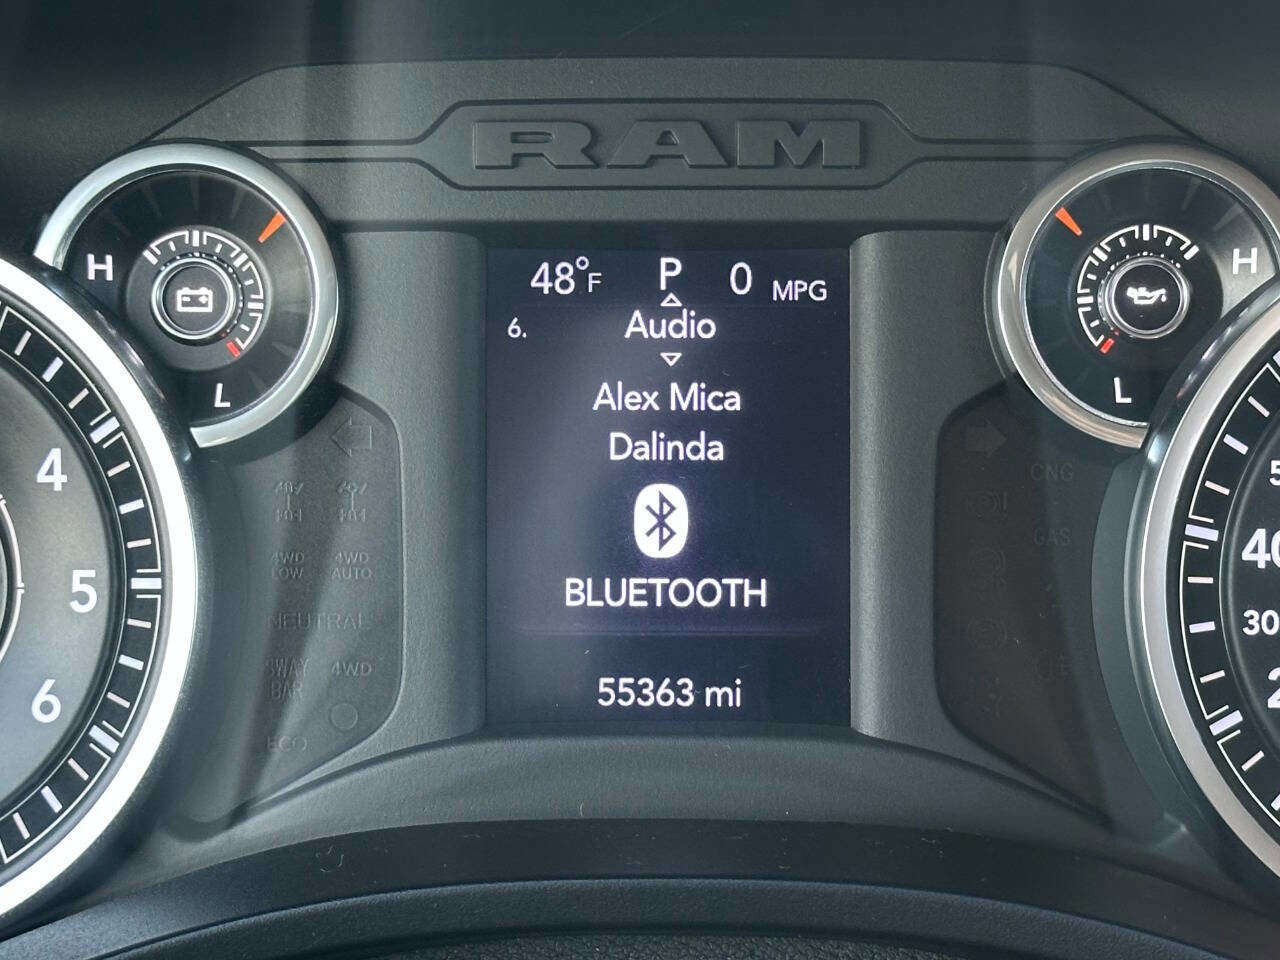 RAM
H
L
48°F P 0 MPG
6. Audio
Alex Mica
Dalinda
BLUETOOTH
55363 mi
H
L
4
5
6
4WD LOW
4WD AUTO
NEUTRAL
SWAY BAR
4WD
ECO
CNG
GAS
30